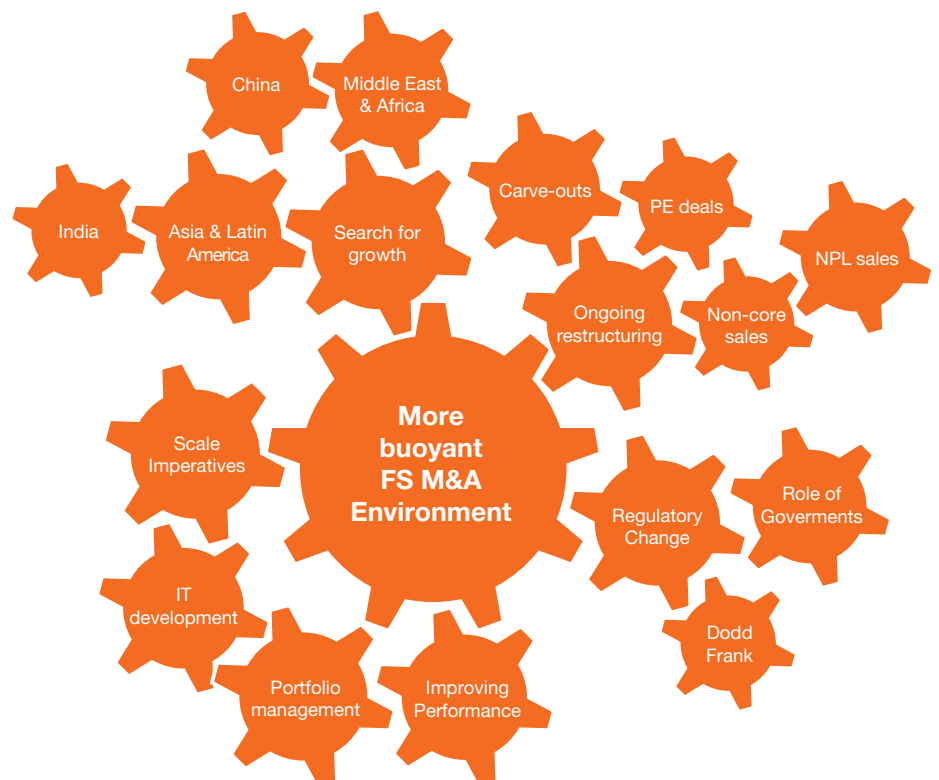 China
Middle East
& Africa
Carve-outs
PE deals
India
Asia & Latin
America
Search for
growth
NPL sales
Ongoing
restructuring
Non-core
sales
More
buoyant
FS M&A
Environment
Scale
Imperatives
Regulatory
Change
Role of
Goverments
IT
development
Dodd
Frank
Portfolio
management
Improving
Performance